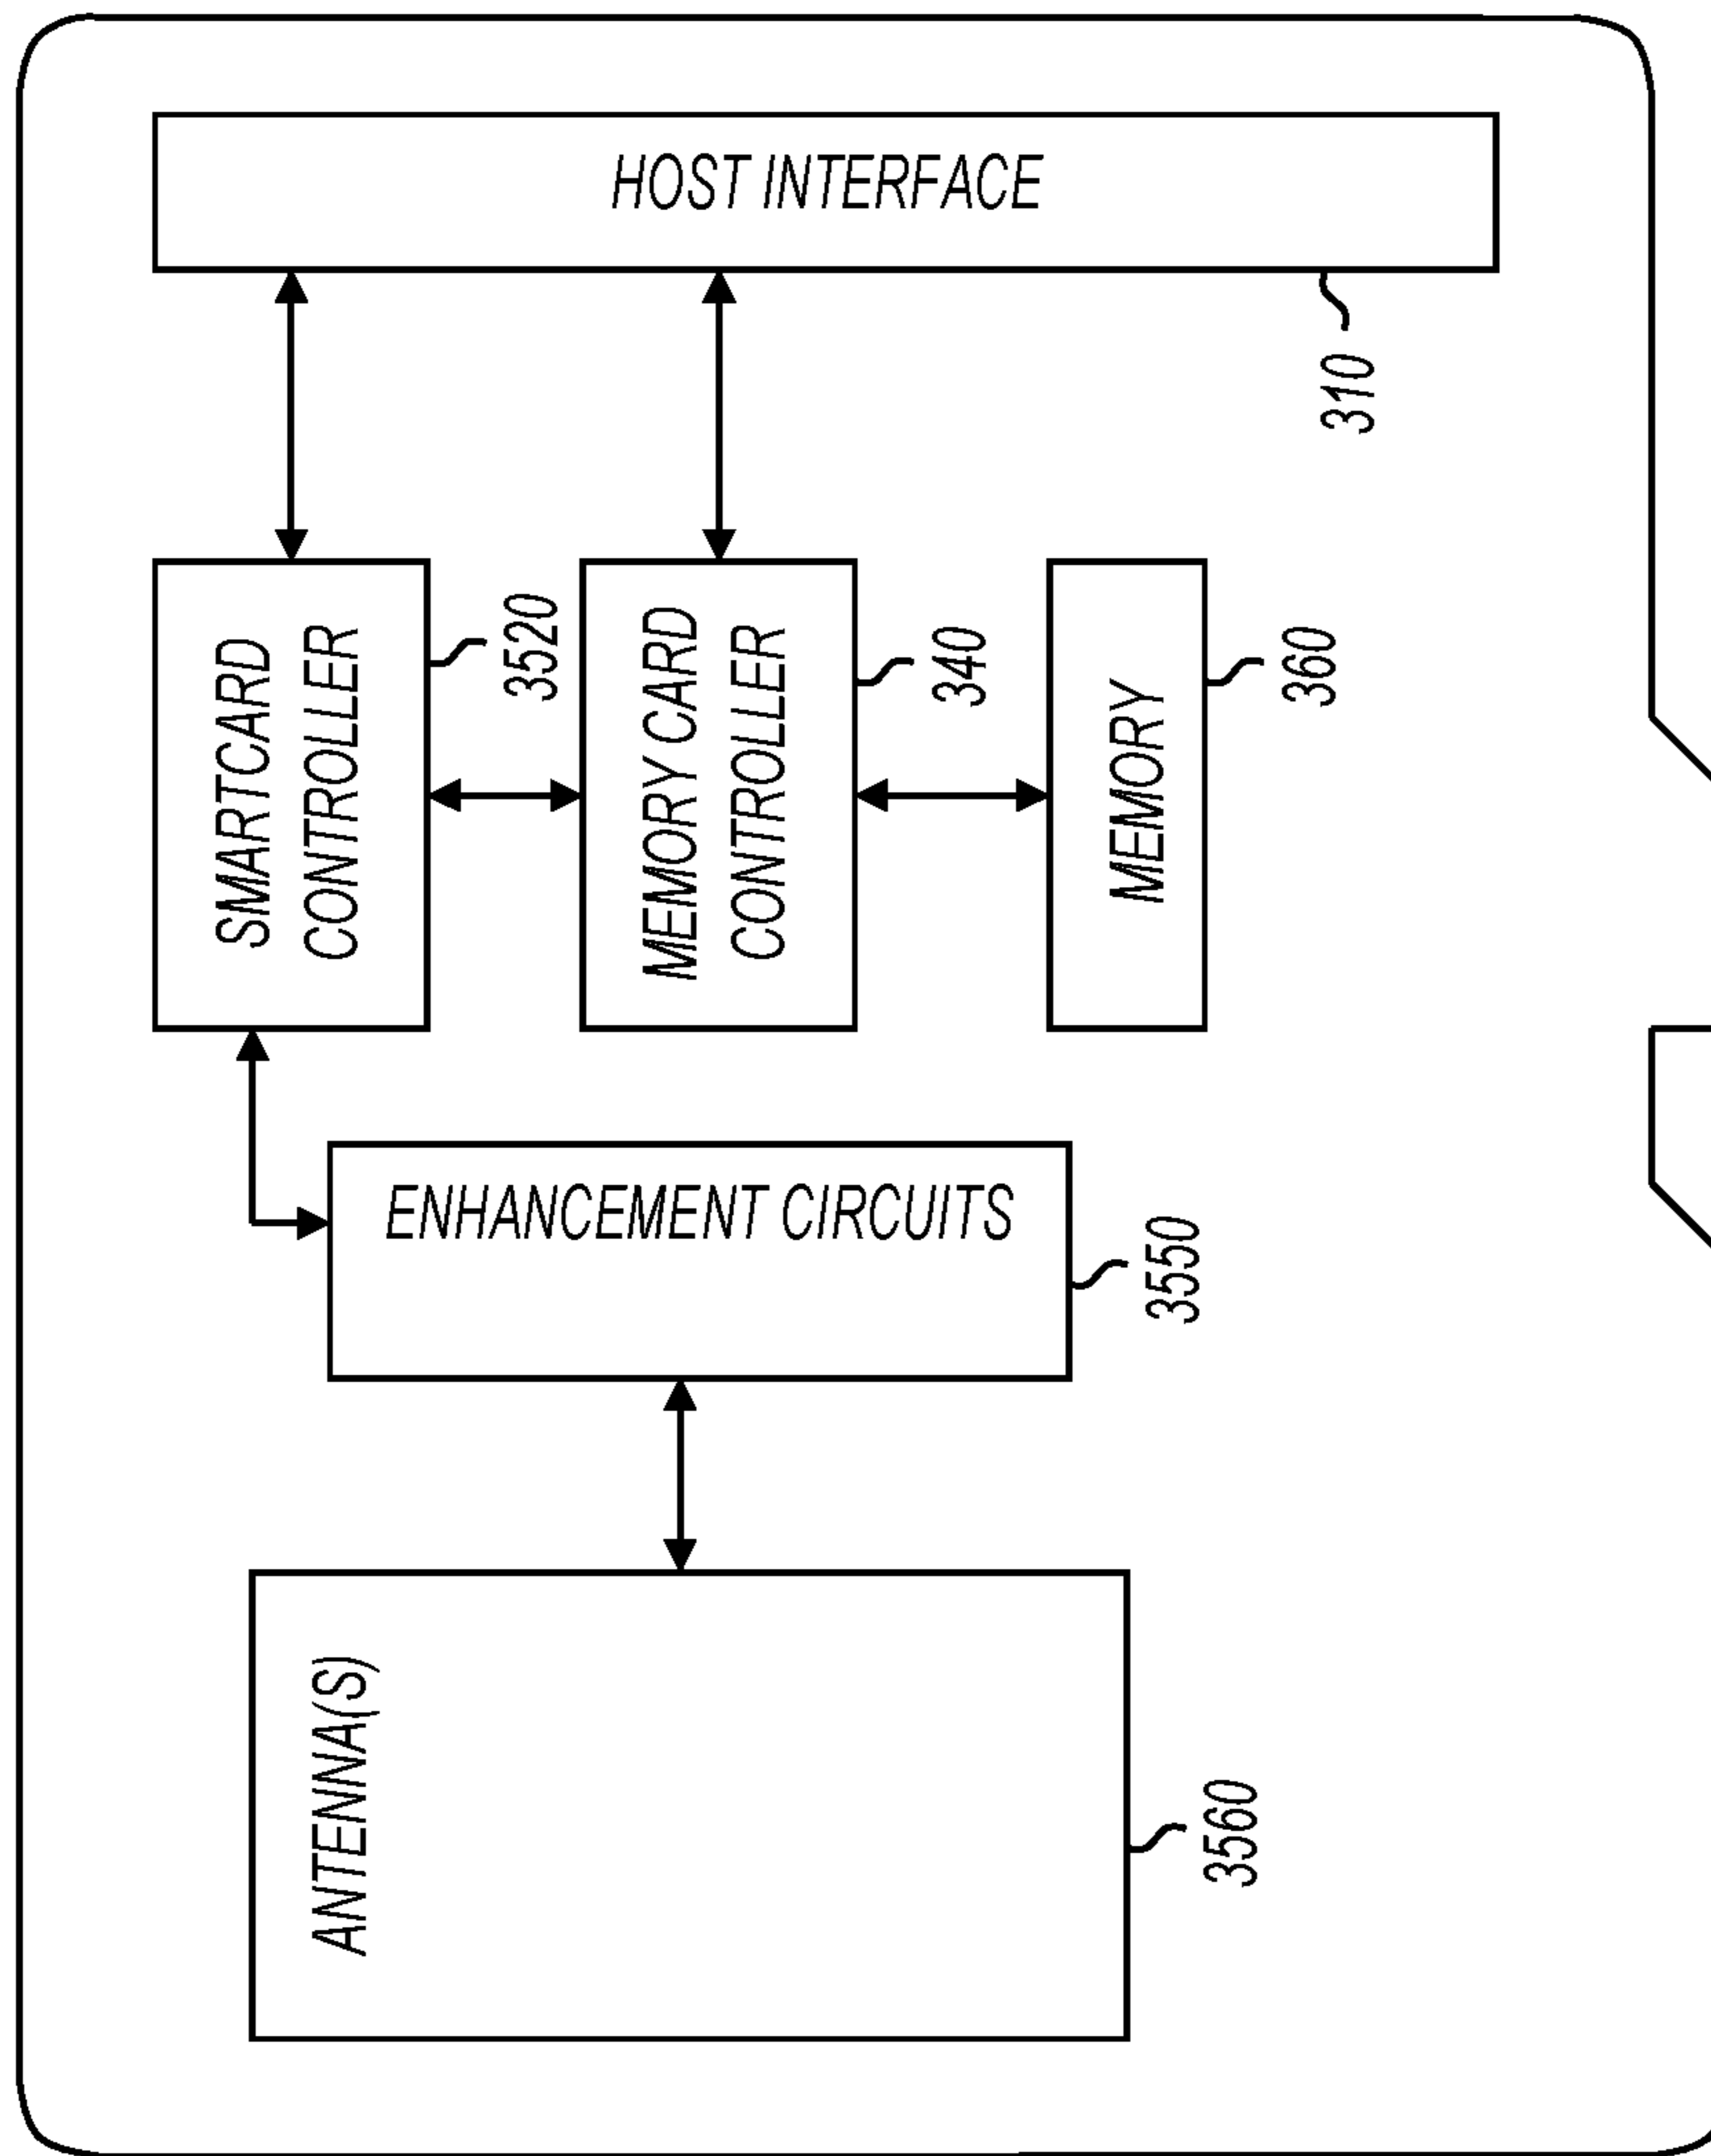 HOST INTERFACE
310
SMARTCARD
CONTROLLER
3520
MEMORY CARD
CONTROLLER
340
MEMORY
360
ENHANCEMENT CIRCUITS
3550
ANTENNA(S)
3560